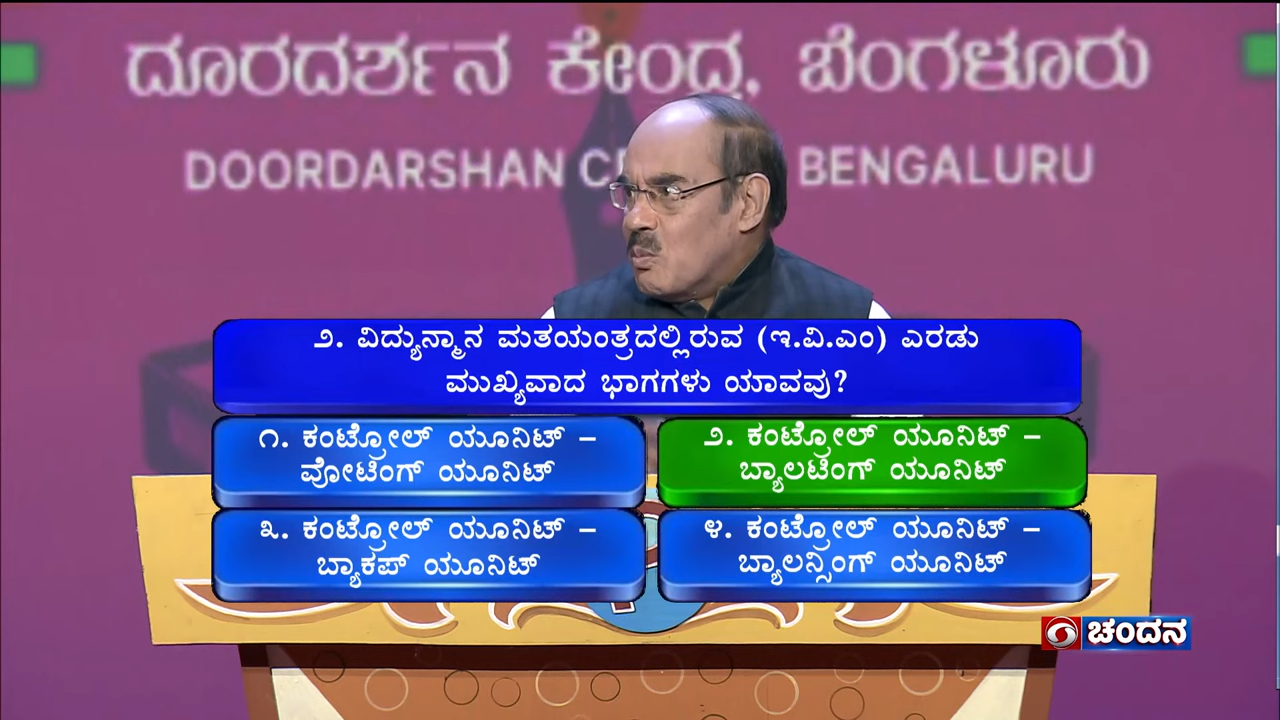 ದೂರದರ್ಶನ ಕೇಂದ್ರ, ಬೆಂಗಳೂರು
DOORDARSHAN C BENGALURU
೨. ವಿದ್ಯುನ್ಮಾನ ಮತಯಂತ್ರದಲ್ಲಿರುವ (ಇ.ವಿ.ಎಂ) ಎರಡು
ಮುಖ್ಯವಾದ ಭಾಗಗಳು ಯಾವವು?
೧. ಕಂಟ್ರೋಲ್ ಯೂನಿಟ್ –
ವೋಟಿಂಗ್ ಯೂನಿಟ್
೨. ಕಂಟ್ರೋಲ್ ಯೂನಿಟ್ –
ಬ್ಯಾಲಟಿಂಗ್ ಯೂನಿಟ್
೩. ಕಂಟ್ರೋಲ್ ಯೂನಿಟ್ –
ಬ್ಯಾಕಪ್ ಯೂನಿಟ್
೪. ಕಂಟ್ರೋಲ್ ಯೂನಿಟ್ –
ಬ್ಯಾಲನ್ಸಿಂಗ್ ಯೂನಿಟ್
ಚಂದನ